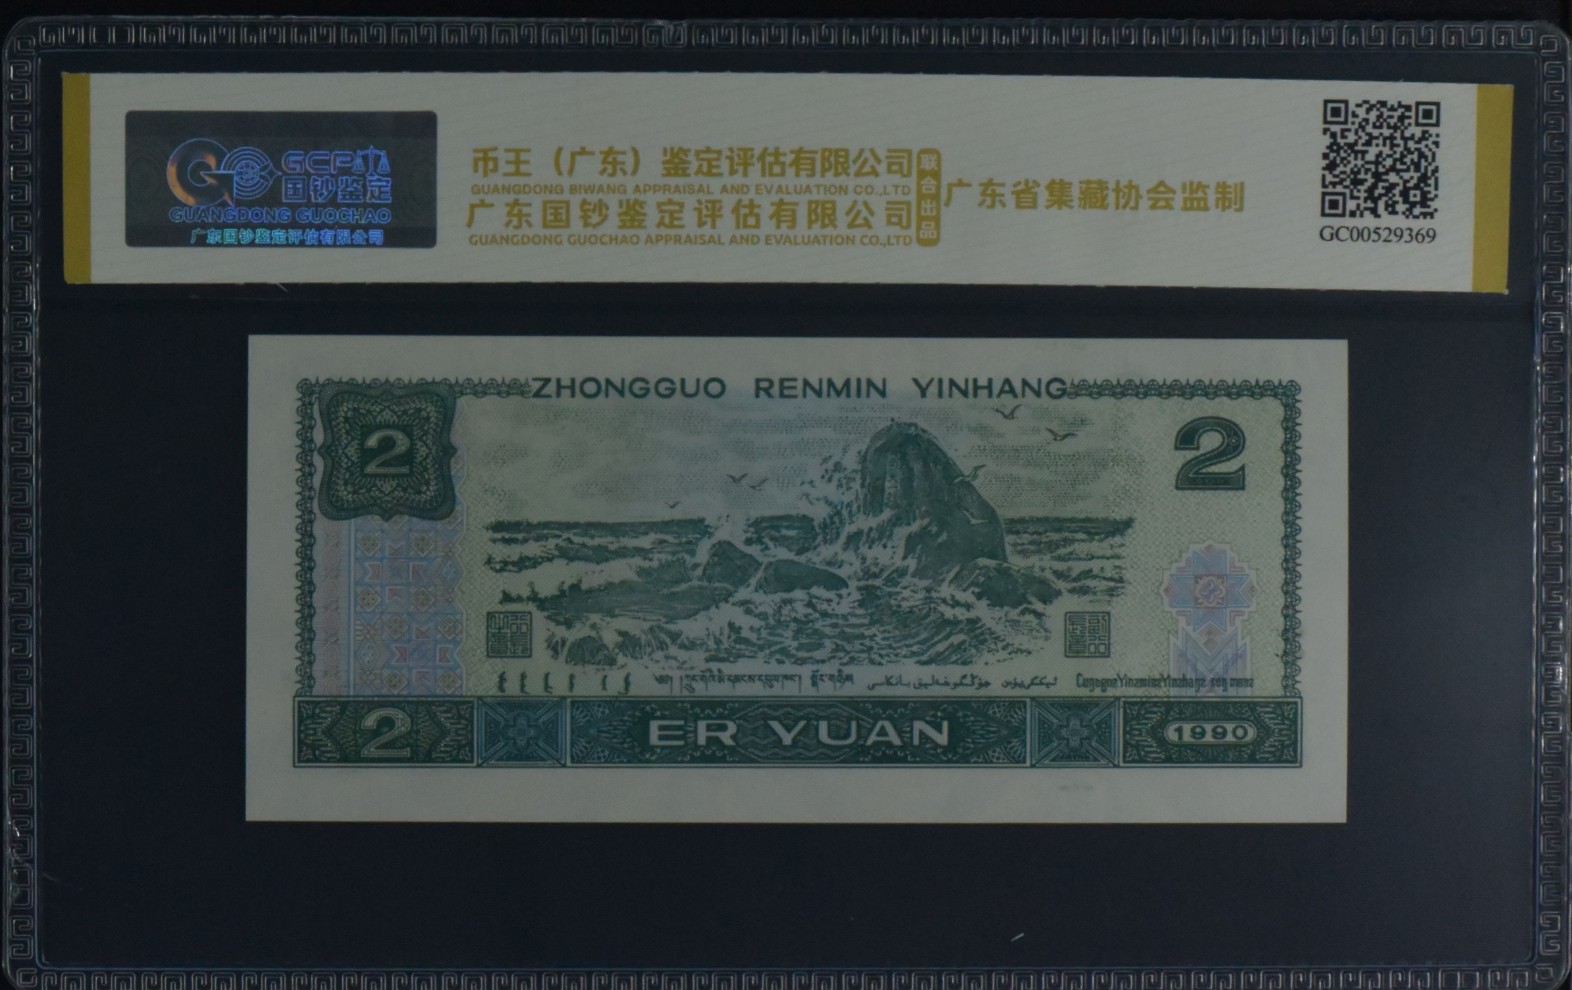 GCP
国钞鉴定
GUANGDONG GUOCHAO
广东国钞鉴定评估有限公司
币王（广东）鉴定评估有限公司
GUANGDONG BIWANG APPRAISAL AND EVALUATION CO.,LTD
广东国钞鉴定评估有限公司
GUANGDONG GUOCHAO APPRAISAL AND EVALUATION CO.,LTD
联合出品
广东省集藏协会监制
GC00529369
ZHONGGUO RENMIN YINHANG
2
2
2
ER YUAN
1990